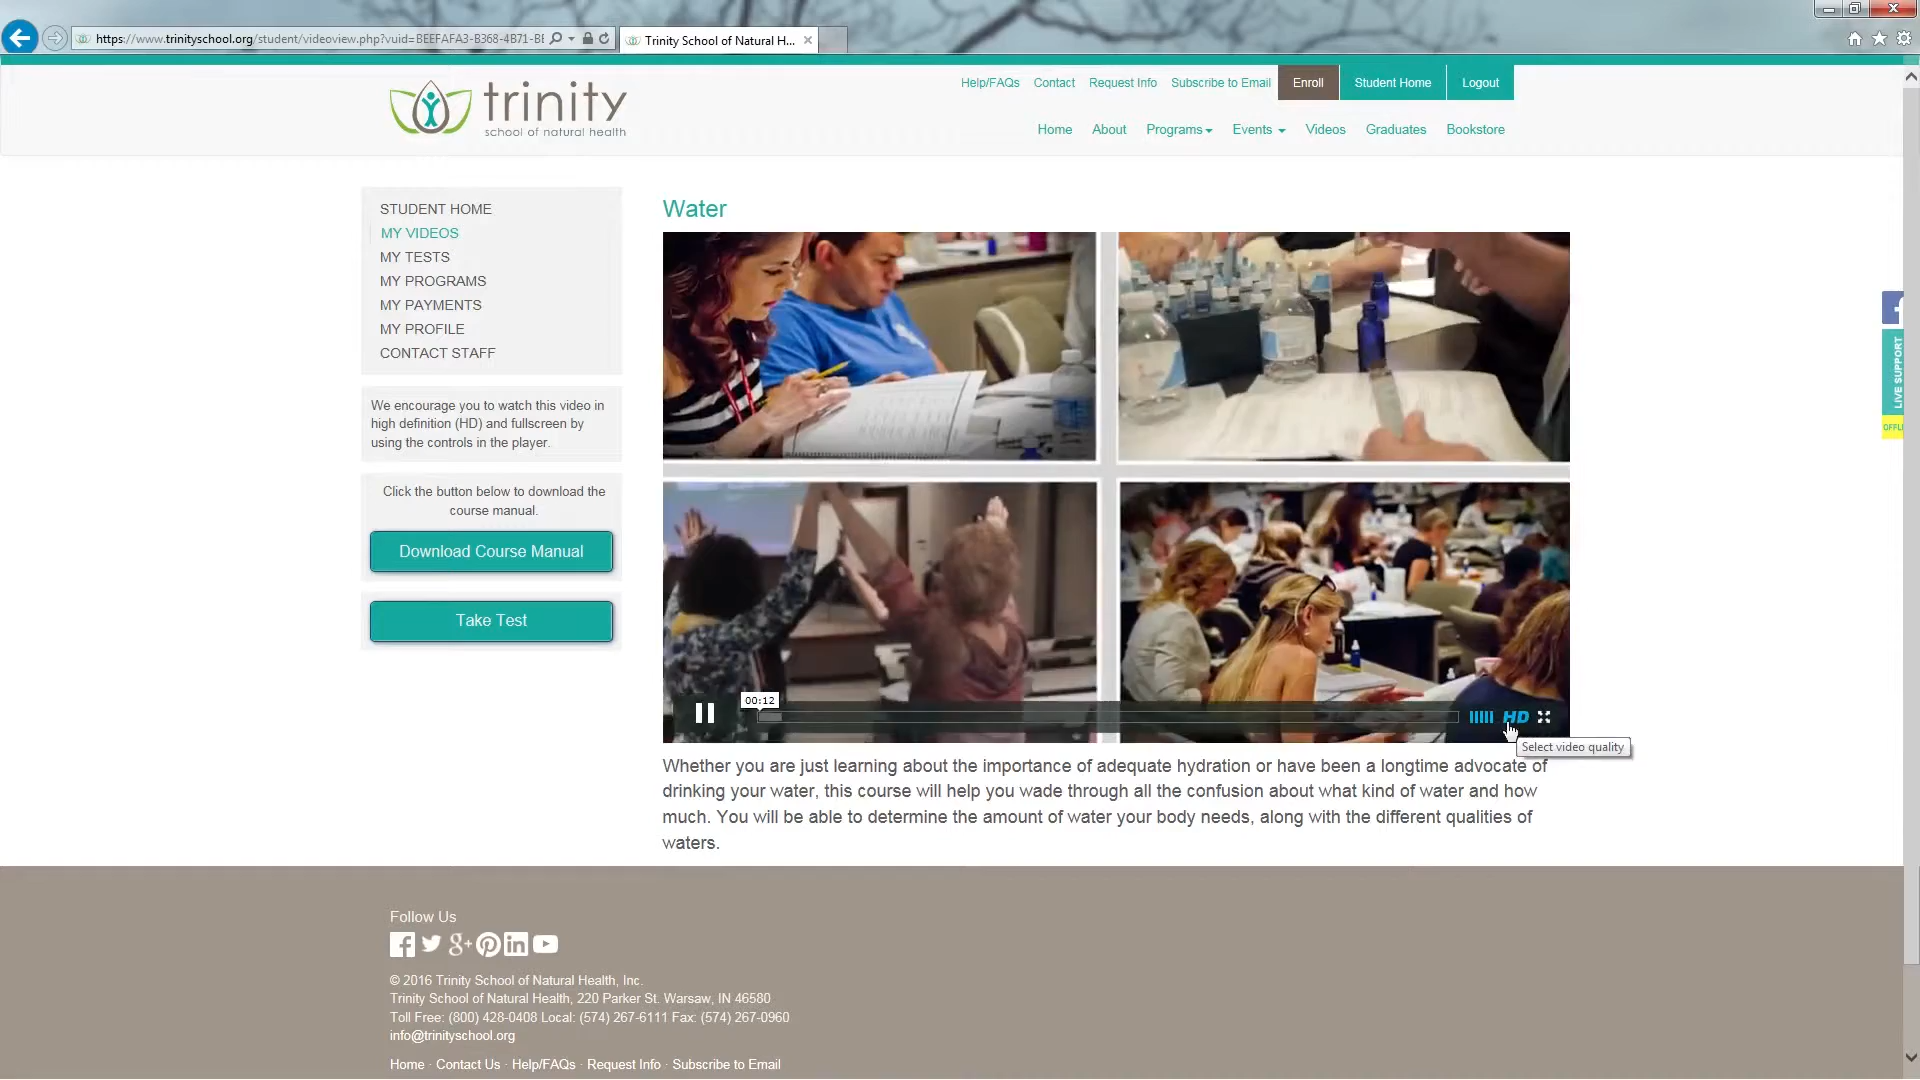 https://www.trinityschool.org/student/videoview.php?vuid=BEEFAFA3-B368-4B71-BE
Trinity School of Natural H...
trinity
school of natural health
Help/FAQs Contact Request Info Subscribe to Email Enroll Student Home Logout
Home About Programs Events Videos Graduates Bookstore
STUDENT HOME
MY VIDEOS
MY TESTS
MY PROGRAMS
MY PAYMENTS
MY PROFILE
CONTACT STAFF
We encourage you to watch this video in
high definition (HD) and fullscreen by
using the controls in the player.
Click the button below to download the
course manual.
Download Course Manual
Take Test
Water
00:12
HD
Select video quality
Whether you are just learning about the importance of adequate hydration or have been a longtime advocate of
drinking your water, this course will help you wade through all the confusion about what kind of water and how
much. You will be able to determine the amount of water your body needs, along with the different qualities of
waters.
LIVE SUPPORT
OFFLI
Follow Us
© 2016 Trinity School of Natural Health, Inc.
Trinity School of Natural Health, 220 Parker St. Warsaw, IN 46580
Toll Free: (800) 428-0408 Local: (574) 267-6111 Fax: (574) 267-0960
info@trinityschool.org
Home · Contact Us · Help/FAQs · Request Info · Subscribe to Email